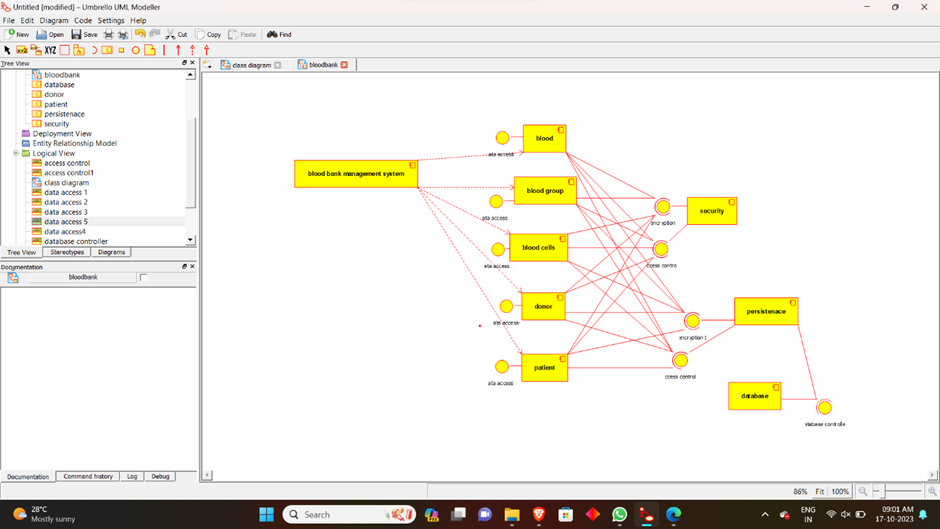 Untitled [modified] – Umbrello UML Modeller
File Edit Diagram Code Settings Help
New Open Save Cut Copy Paste Find
XYZ
Tree View
class diagram
bloodbank
bloodbank
database
donor
patient
persistenace
security
Deployment View
Entity Relationship Model
Logical View
access control
access control1
class diagram
data access 1
data access 2
data access 3
data access 5
data access4
database controller
Tree View Stereotypes Diagrams
Documentation
bloodbank
Documentation Command history Log Debug
blood
ata access
blood bank management system
blood group
ata access
encryption
security
blood cells
ata access
ccess contro
donor
ata access
persistenace
encryption1
patient
ata access
ccess control
database
atabase controlle
86% Fit 100%
28°C
Mostly sunny
Search
ENG
IN
09:01 AM
17-10-2023